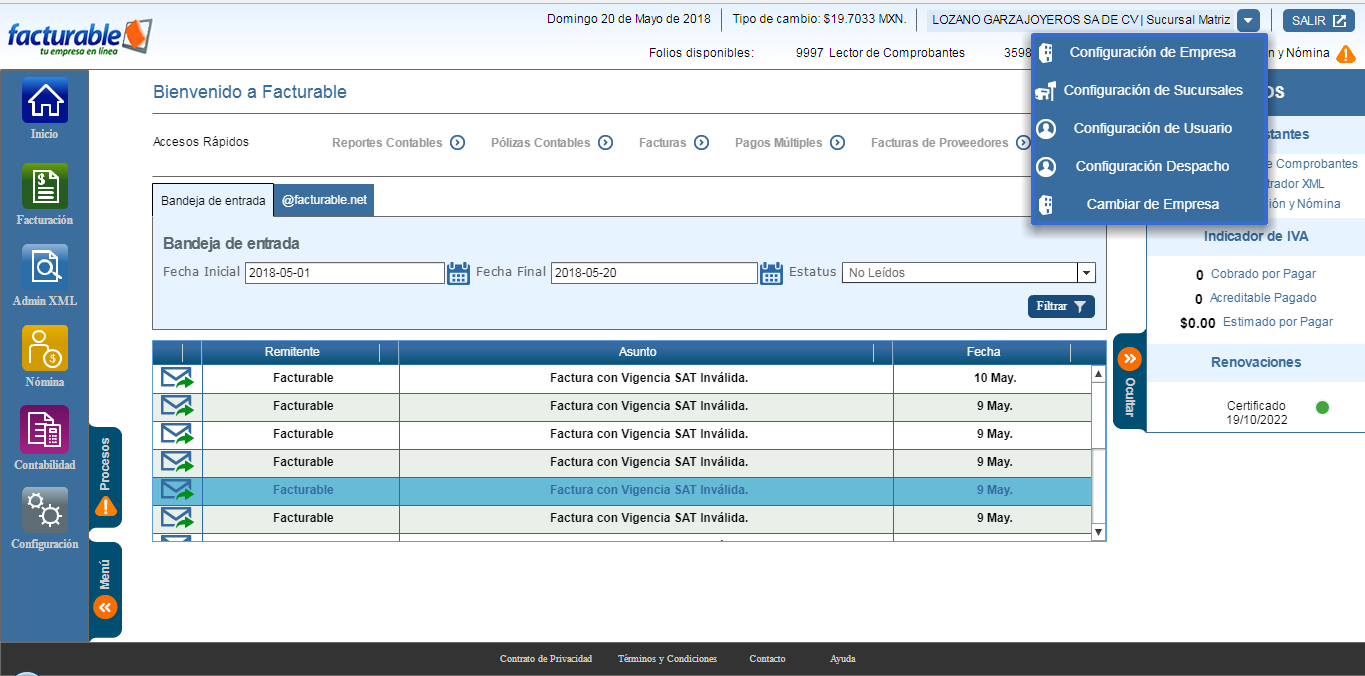 facturable
tu empresa en línea
Domingo 20 de Mayo de 2018
Tipo de cambio: $19.7033 MXN.
LOZANO GARZA JOYEROS SA DE CV | Sucursal Matriz
SALIR
Folios disponibles:
9997 Lector de Comprobantes
3598
n y Nómina
Configuración de Empresa
Configuración de Sucursales
Configuración de Usuario
Configuración Despacho
Cambiar de Empresa
Inicio
Facturación
Admin XML
Nómina
Contabilidad
Configuración
Procesos
Menú
Bienvenido a Facturable
Accesos Rápidos
Reportes Contables
Pólizas Contables
Facturas
Pagos Múltiples
Facturas de Proveedores
Bandeja de entrada
@facturable.net
Bandeja de entrada
Fecha Inicial 2018-05-01
Fecha Final 2018-05-20
Estatus No Leídos
Filtrar
Remitente Asunto Fecha
Facturable Factura con Vigencia SAT Inválida. 10 May.
Facturable Factura con Vigencia SAT Inválida. 9 May.
Facturable Factura con Vigencia SAT Inválida. 9 May.
Facturable Factura con Vigencia SAT Inválida. 9 May.
Facturable Factura con Vigencia SAT Inválida. 9 May.
Facturable Factura con Vigencia SAT Inválida. 9 May.
Ocultar
os
stantes
e Comprobantes
trador XML
ión y Nómina
Indicador de IVA
0 Cobrado por Pagar
0 Acreditable Pagado
$0.00 Estimado por Pagar
Renovaciones
Certificado
19/10/2022
Contrato de Privacidad
Términos y Condiciones
Contacto
Ayuda